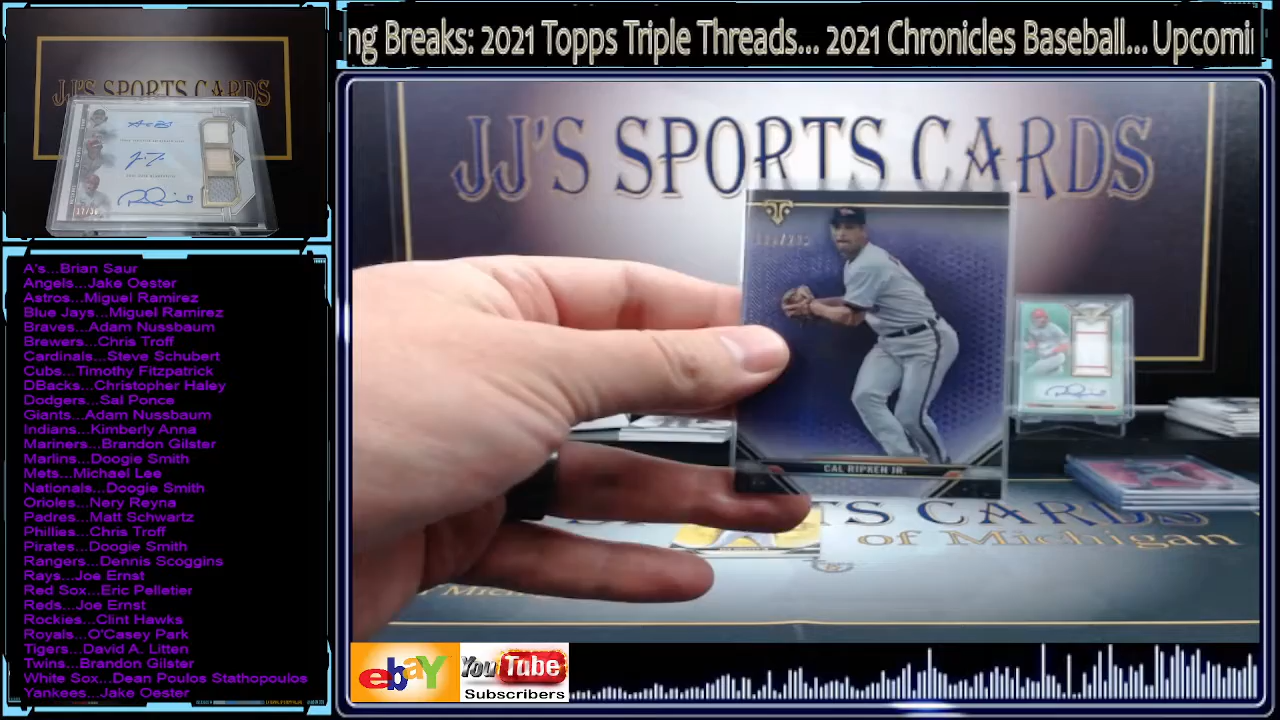 ng Breaks: 2021 Topps Triple Threads... 2021 Chronicles Baseball... Upcomi
JJ'S SPORTS CARDS
JJ'S SPORTS CARDS
A's...Brian Saur
Angels...Jake Oester
Astros...Miguel Ramirez
Blue Jays...Miguel Ramirez
Braves...Adam Nussbaum
Brewers...Chris Troff
Cardinals...Steve Schubert
Cubs...Timothy Fitzpatrick
DBacks...Christopher Haley
Dodgers...Sal Ponce
Giants...Adam Nussbaum
Indians...Kimberly Anna
Mariners...Brandon Gilster
Marlins...Doogie Smith
Mets...Michael Lee
Nationals...Doogie Smith
Orioles...Nery Reyna
Padres...Matt Schwartz
Phillies...Chris Troff
Pirates...Doogie Smith
Rangers...Dennis Scoggins
Rays...Joe Ernst
Red Sox...Eric Pelletier
Reds...Joe Ernst
Rockies...Clint Hawks
Royals...O'Casey Park
Tigers...David A. Litten
Twins...Brandon Gilster
White Sox...Dean Poulos Stathopoulos
Yankees...Jake Oester
CAL RIPKEN JR.
TS CARDS
of Michigan
ebaY
YouTube
Subscribers